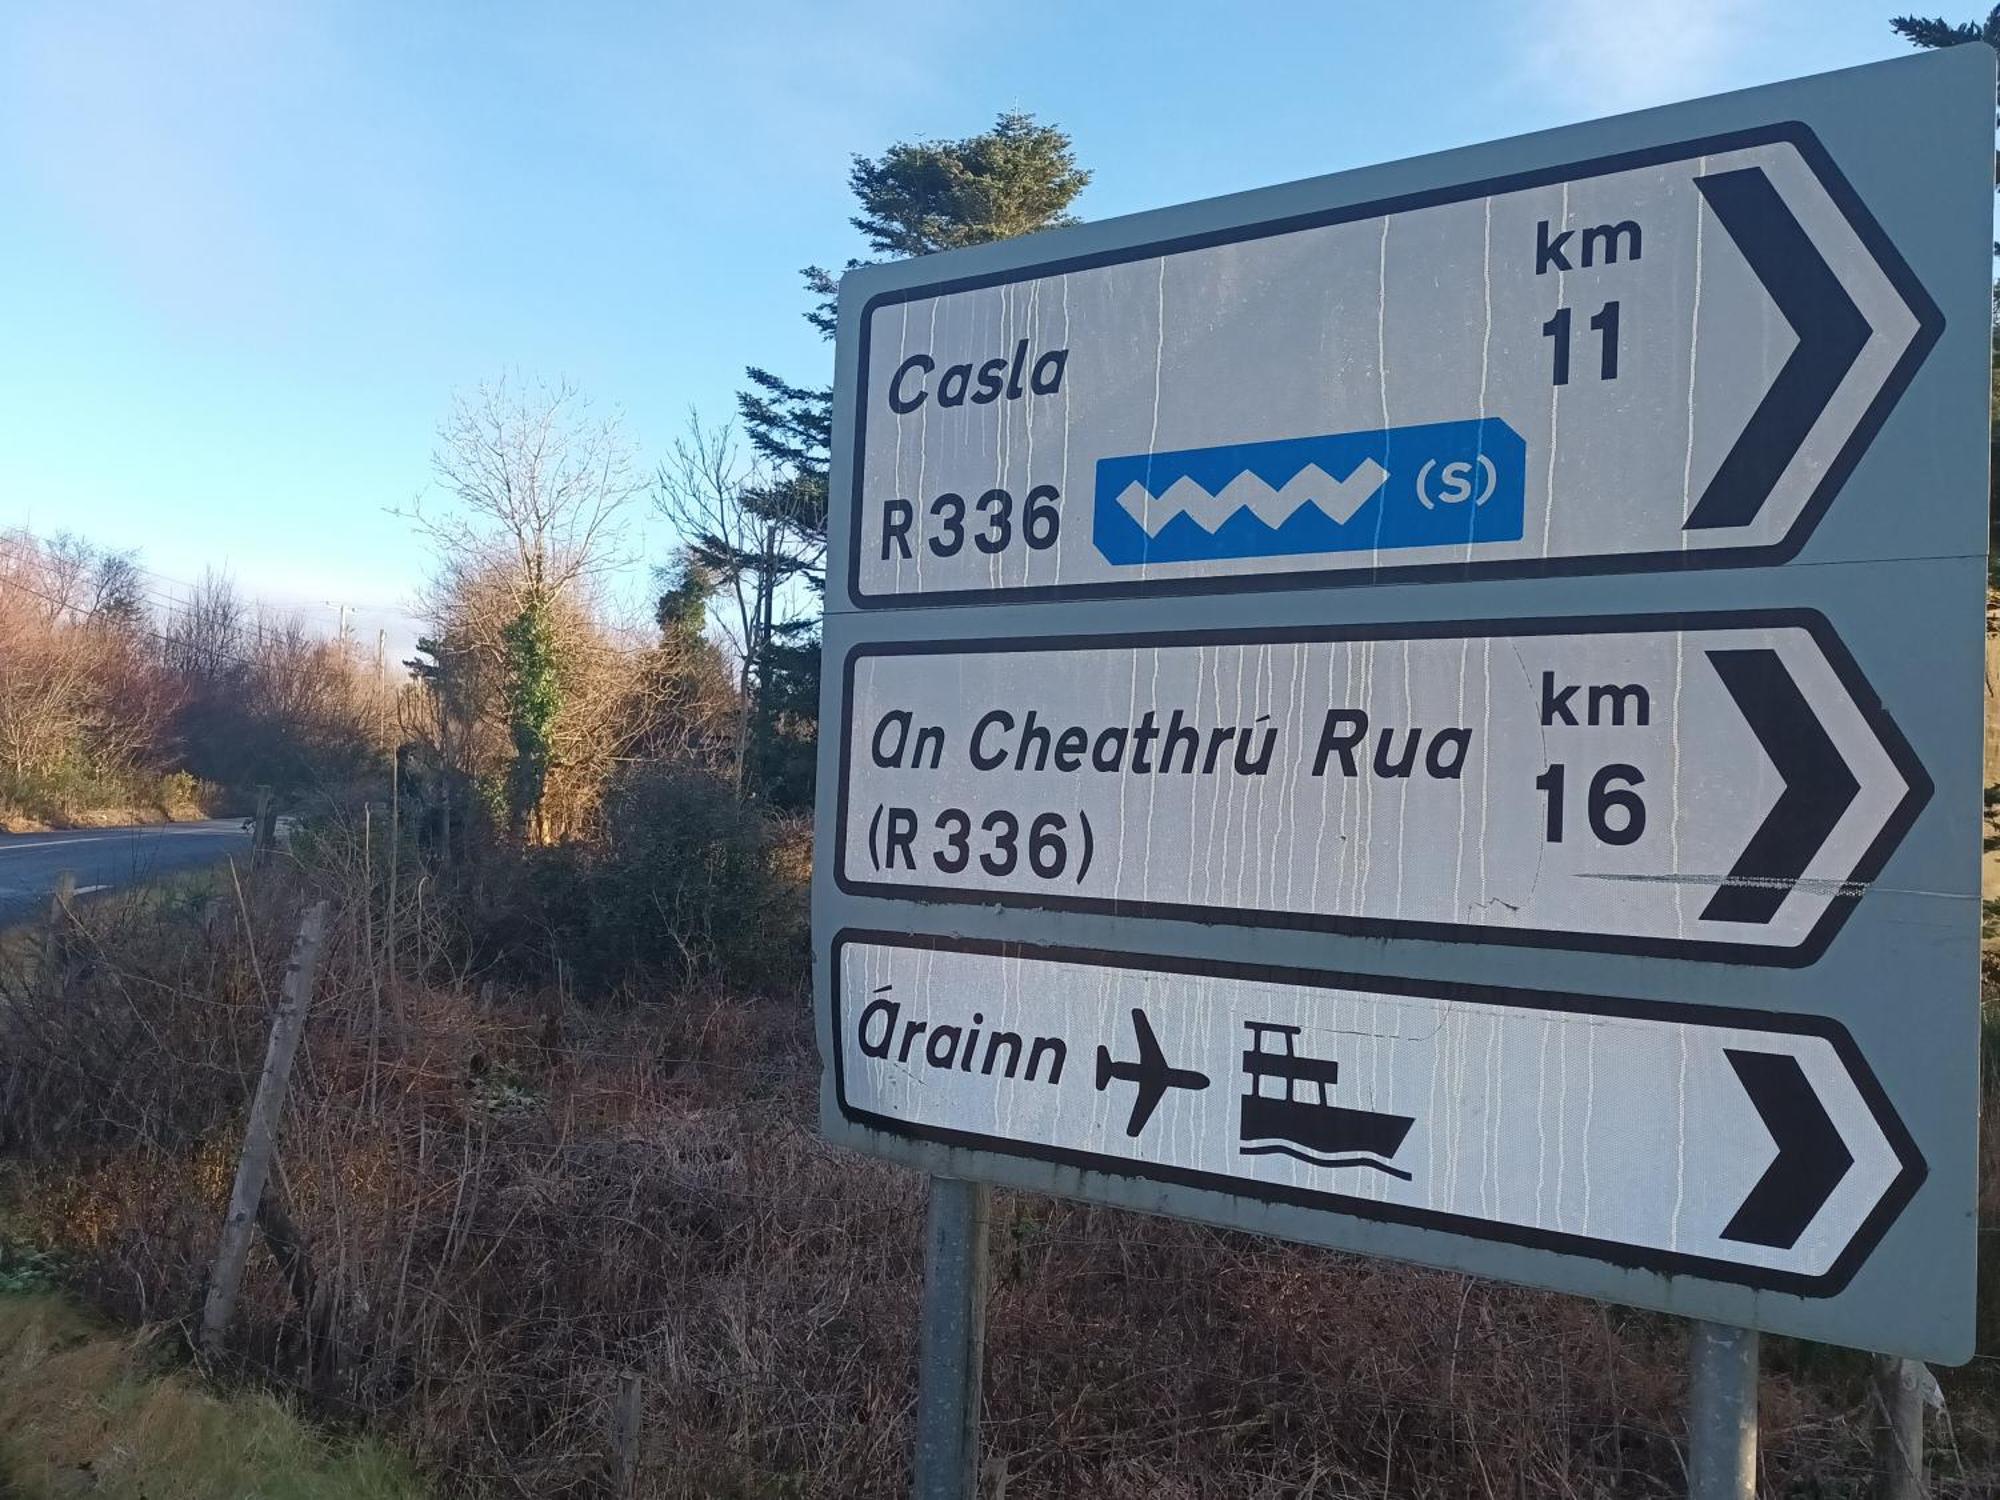 km
Casla 11
R336 (S)
km
An Cheathrú Rua 16
(R336)
Árainn